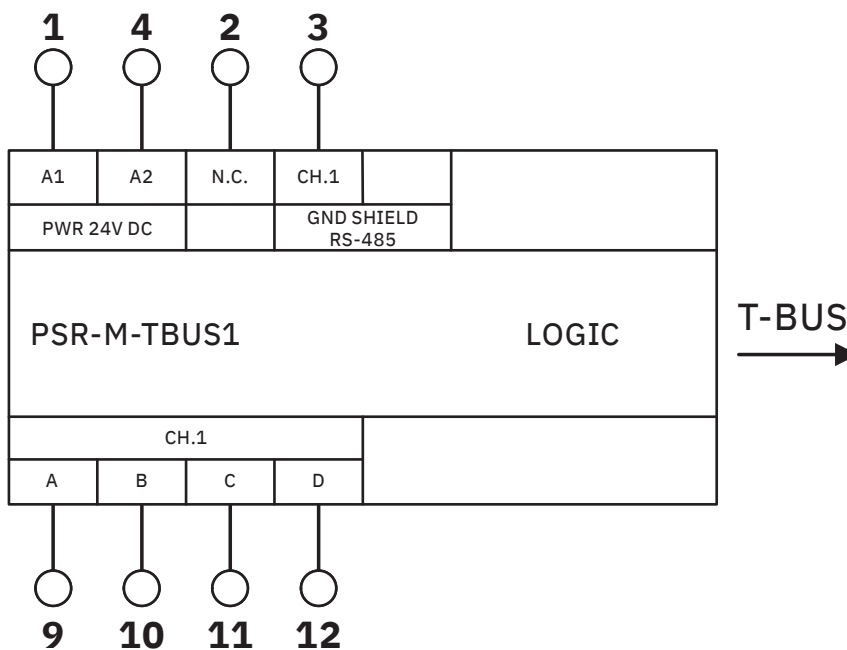 1 4 2 3
A1 A2 N.C. CH.1
PWR 24V DC GND SHIELD
RS-485
PSR-M-TBUS1 LOGIC
T-BUS
CH.1
A B C D
9 10 11 12